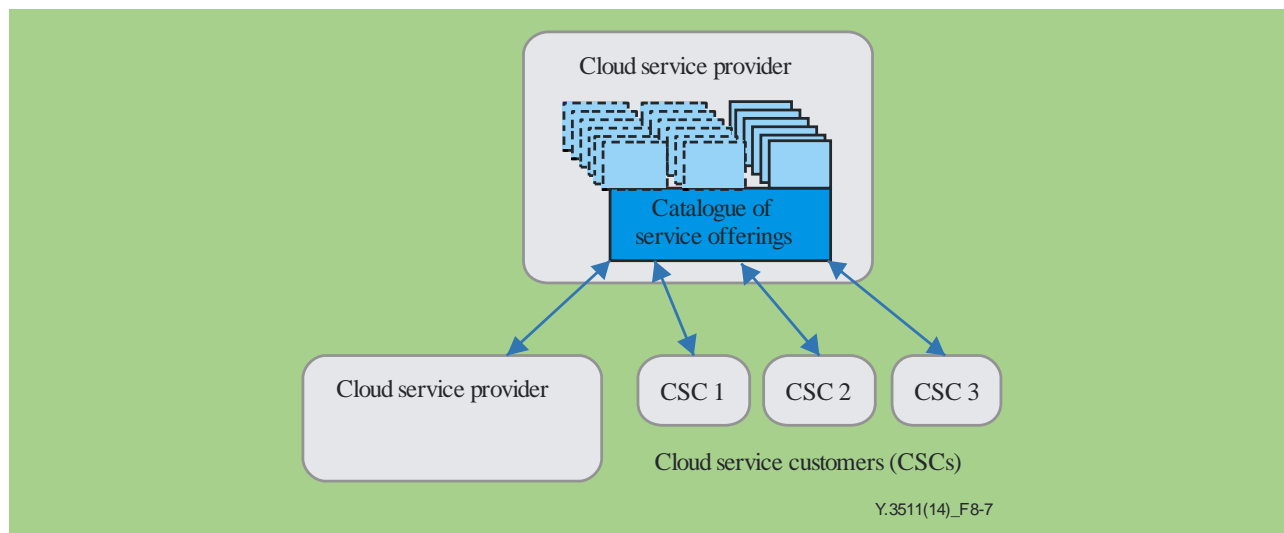 Cloud service provider
Catalogue of
service offerings
Cloud service provider
CSC 1
CSC 2
CSC 3
Cloud service customers (CSCs)
Y.3511(14)_F8-7